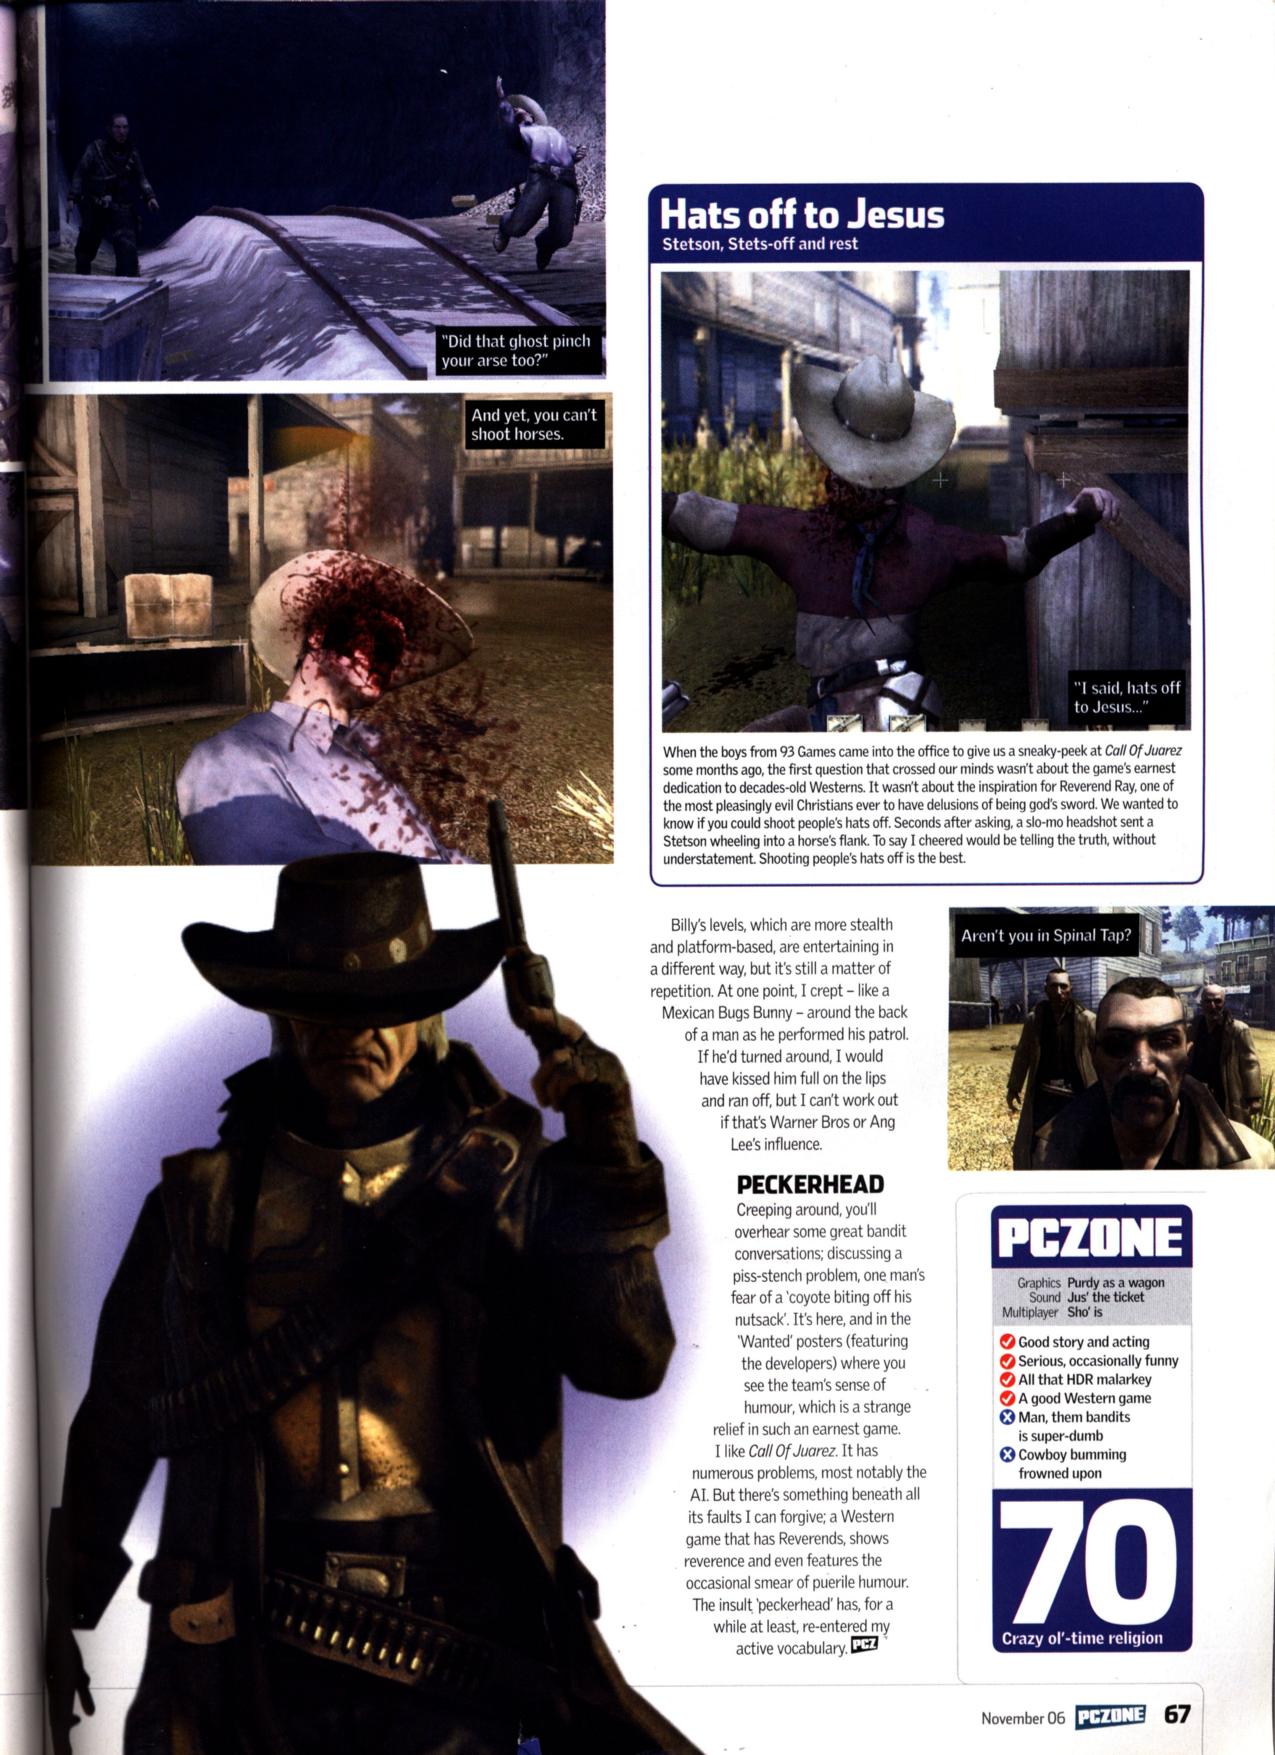 "Did that ghost pinch
your arse too?"
And yet, you can't
shoot horses.
Hats off to Jesus
Stetson, Stets-off and rest
"I said, hats off
to Jesus..."
When the boys from 93 Games came into the office to give us a sneaky-peek at Call Of Juarez
some months ago, the first question that crossed our minds wasn't about the game's earnest
dedication to decades-old Westerns. It wasn't about the inspiration for Reverend Ray, one of
the most pleasingly evil Christians ever to have delusions of being god's sword. We wanted to
know if you could shoot people's hats off. Seconds after asking, a slo-mo headshot sent a
Stetson wheeling into a horse's flank. To say I cheered would be telling the truth, without
understatement. Shooting people's hats off is the best.
Billy's levels, which are more stealth
and platform-based, are entertaining in
a different way, but it's still a matter of
repetition. At one point, I crept – like a
Mexican Bugs Bunny – around the back
of a man as he performed his patrol.
If he'd turned around, I would
have kissed him full on the lips
and ran off, but I can't work out
if that's Warner Bros or Ang
Lee's influence.
PECKERHEAD
Creeping around, you'll
overhear some great bandit
conversations; discussing a
piss-stench problem, one man's
fear of a 'coyote biting off his
nutsack'. It's here, and in the
'Wanted' posters (featuring
the developers) where you
see the team's sense of
humour, which is a strange
relief in such an earnest game.
I like Call Of Juarez. It has
numerous problems, most notably the
AI. But there's something beneath all
its faults I can forgive; a Western
game that has Reverends, shows
reverence and even features the
occasional smear of puerile humour.
The insult 'peckerhead' has, for a
while at least, re-entered my
active vocabulary. PCZ
Aren't you in Spinal Tap?
PCZONE
Graphics Purdy as a wagon
Sound Jus' the ticket
Multiplayer Sho' is
Good story and acting
Serious, occasionally funny
All that HDR malarkey
A good Western game
Man, them bandits
is super-dumb
Cowboy bumming
frowned upon
70
Crazy ol'-time religion
November 06 PCZONE 67